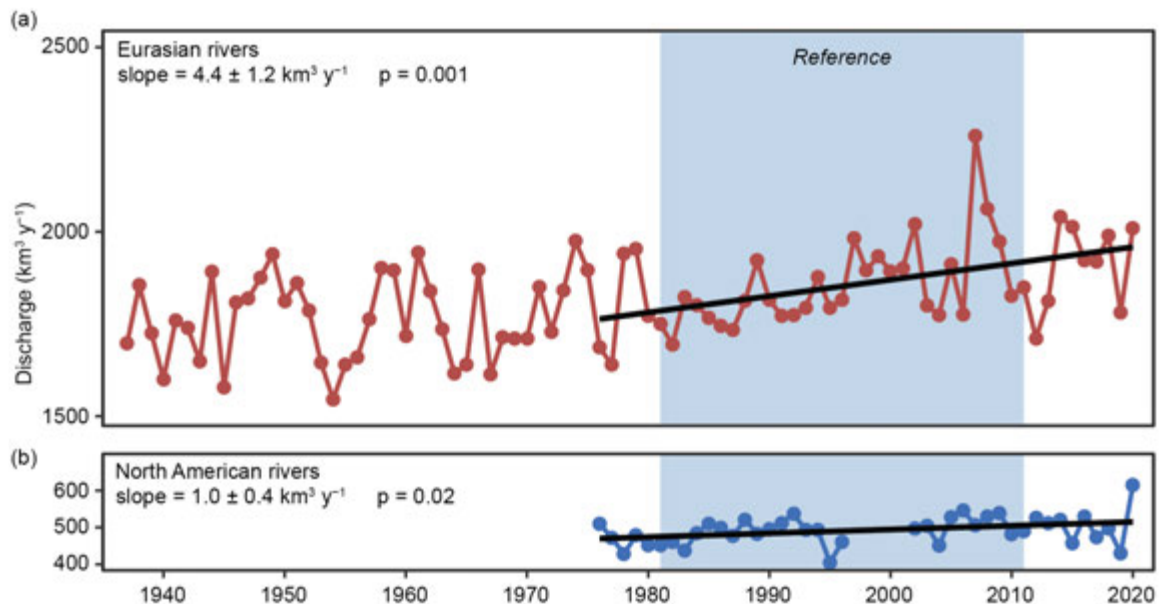 (a)
2500
Eurasian rivers
slope = 4.4 ± 1.2 km³ y⁻¹ p = 0.001
Reference
2000
Discharge (km³ y⁻¹)
1500
(b)
North American rivers
slope = 1.0 ± 0.4 km³ y⁻¹ p = 0.02
600
500
400
1940 1950 1960 1970 1980 1990 2000 2010 2020